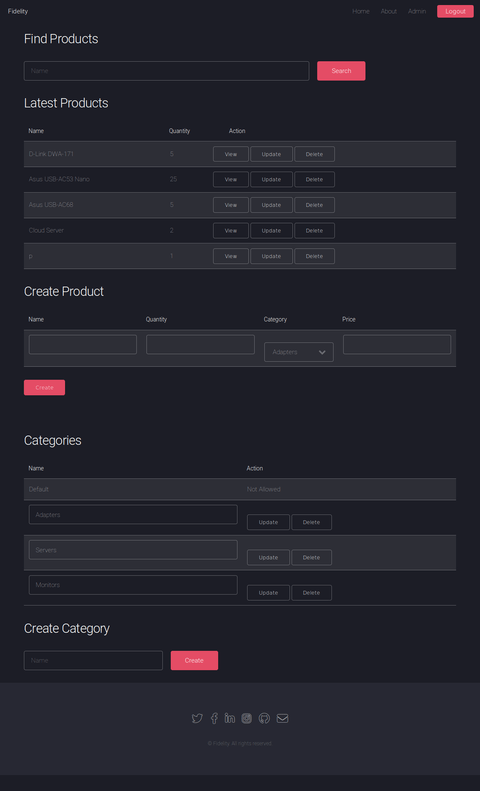 Fidelity
Home About Admin Logout
Find Products
Name Search
Latest Products
Name Quantity Action
D-Link DWA-171 5 View Update Delete
Asus USB-AC53 Nano 25 View Update Delete
Asus USB-AC68 5 View Update Delete
Cloud Server 2 View Update Delete
p 1 View Update Delete
Create Product
Name Quantity Category Price
Adapters
Create
Categories
Name Action
Default Not Allowed
Adapters Update Delete
Servers Update Delete
Monitors Update Delete
Create Category
Name Create
© Fidelity. All rights reserved.